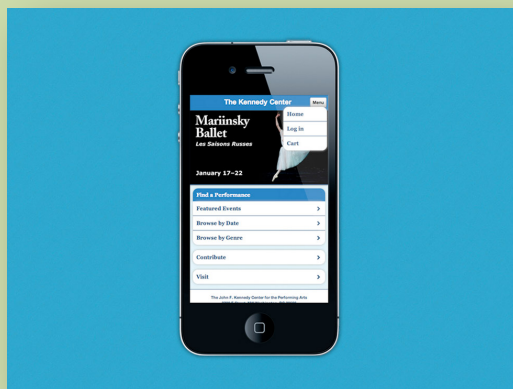 The Kennedy Center
Menu
Home
Log in
Cart
Mariinsky
Ballet
Les Saisons Russes
January 17–22
Find a Performance
Featured Events
Browse by Date
Browse by Genre
Contribute
Visit
The John F. Kennedy Center for the Performing Arts